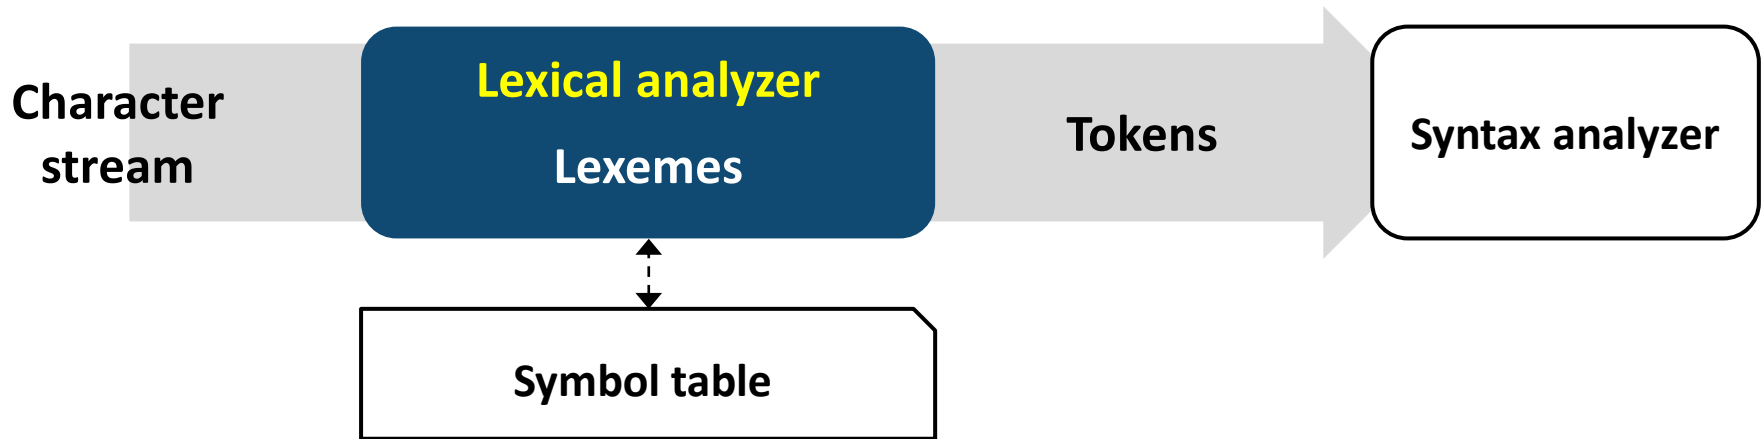 Character
stream
Lexical analyzer
Lexemes
Tokens
Syntax analyzer
Symbol table